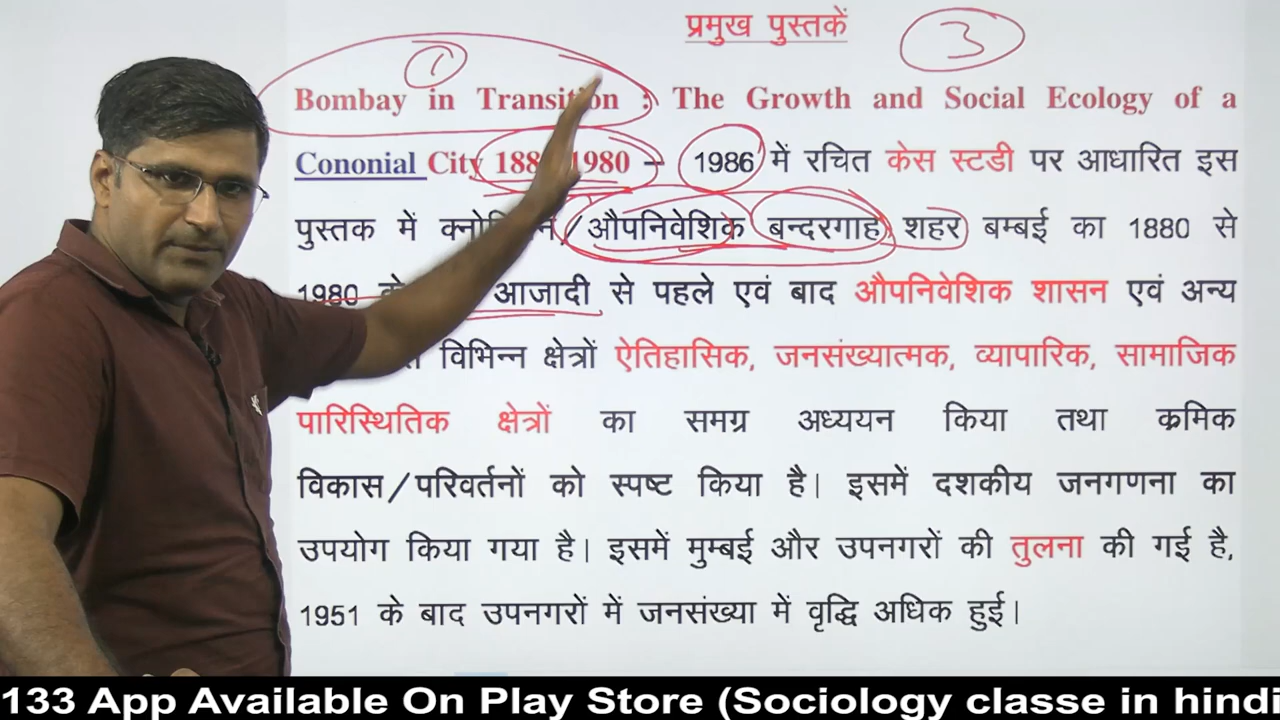 प्रमुख पुस्तकें
3
1
Bombay in Transition : The Growth and Social Ecology of a
Cononial City 188 1980 – 1986 में रचित केस स्टडी पर आधारित इस
पुस्तक में /औपनिवेशिक बन्दरगाह शहर बम्बई का 1880 से
1980 आजादी से पहले एवं बाद औपनिवेशिक शासन एवं अन्य
विभिन्न क्षेत्रों ऐतिहासिक, जनसंख्यात्मक, व्यापारिक, सामाजिक
पारिस्थितिक क्षेत्रों का समग्र अध्ययन किया तथा क्रमिक
विकास/परिवर्तनों को स्पष्ट किया है। इसमें दशकीय जनगणना का
उपयोग किया गया है। इसमें मुम्बई और उपनगरों की तुलना की गई है,
1951 के बाद उपनगरों में जनसंख्या में वृद्धि अधिक हुई।
133 App Available On Play Store (Sociology classe in hindi